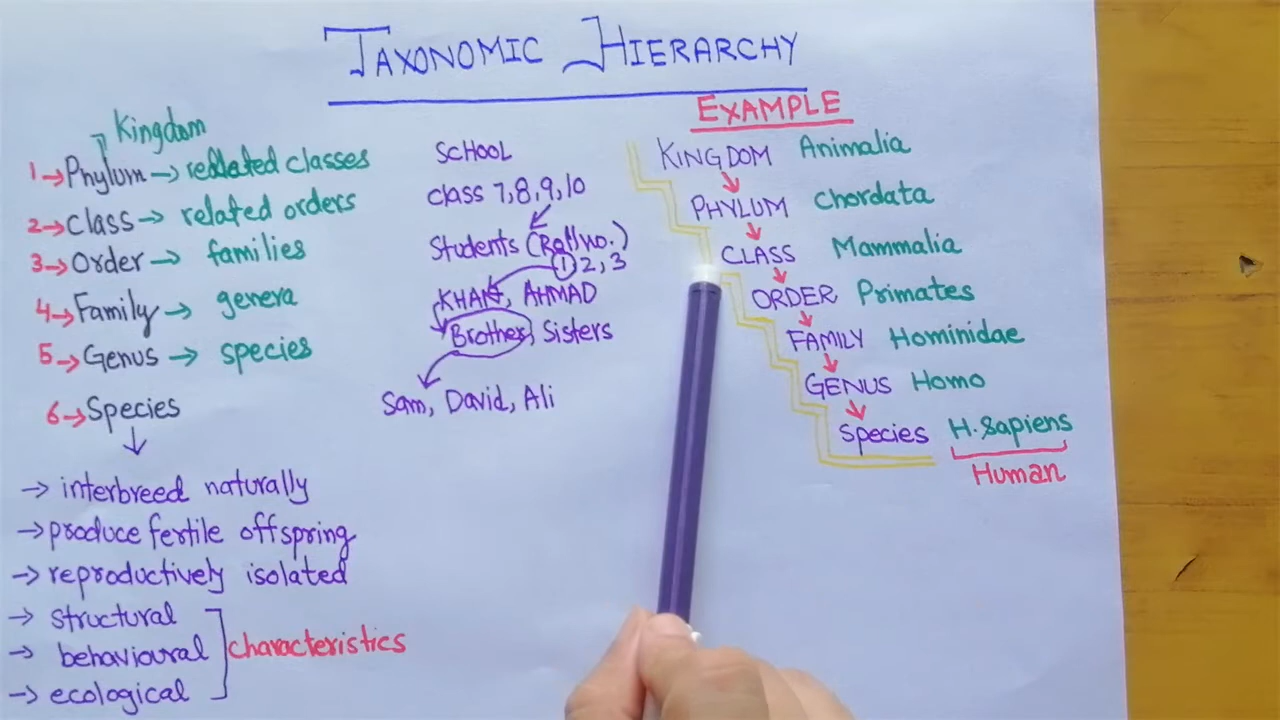 TAXONOMIC HIERARCHY
Kingdom
1→ Phylum → related classes
2→ Class → related orders
3→ Order → families
4→ Family → genera
5→ Genus → species
6→ Species
→ interbreed naturally
→ produce fertile offspring
→ reproductively isolated
→ structural
→ behavioural
→ ecological
characteristics
SCHOOL
class 7,8,9,10
Students (Roll no.)
1 2, 3
KHAN, AHMAD
Brother, Sisters
Sam, David, Ali
EXAMPLE
KINGDOM Animalia
PHYLUM Chordata
CLASS Mammalia
ORDER Primates
FAMILY Hominidae
GENUS Homo
Species H. Sapiens
Human